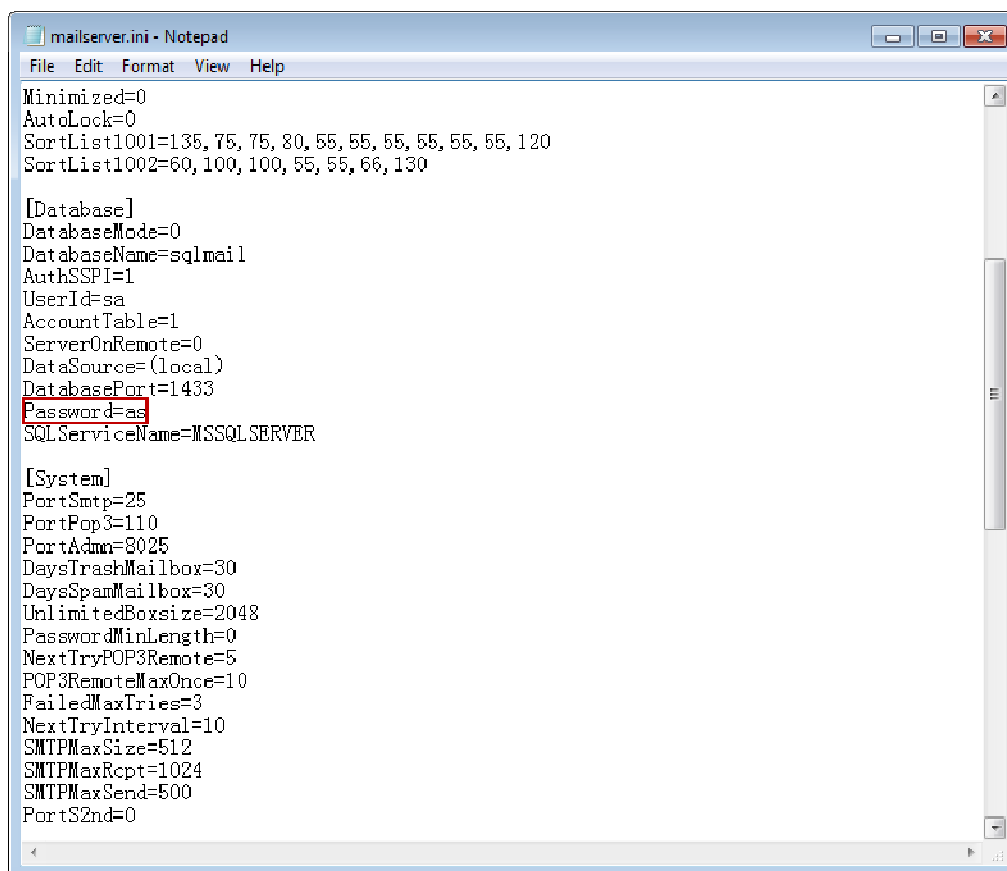 mailserver.ini - Notepad
File Edit Format View Help
Minimized=0
AutoLock=0
SortList1001=135,75,75,80,55,55,55,55,55,55,120
SortList1002=60,100,100,55,55,66,130
[Database]
DatabaseMode=0
DatabaseName=sqlmail
AuthSSPI=1
UserId=sa
AccountTable=1
ServerOnRemote=0
DataSource=(local)
DatabasePort=1433
Password=as
SQLServiceName=MSSQLSERVER
[System]
PortSmtp=25
PortPop3=110
PortAdmn=8025
DaysTrashMailbox=30
DaysSpamMailbox=30
UnlimitedBoxsize=2048
PasswordMinLength=0
NextTryPOP3Remote=5
POP3RemoteMaxOnce=10
FailedMaxTries=3
NextTryInterval=10
SMTPMaxSize=512
SMTPMaxRcpt=1024
SMTPMaxSend=500
PortS2nd=0